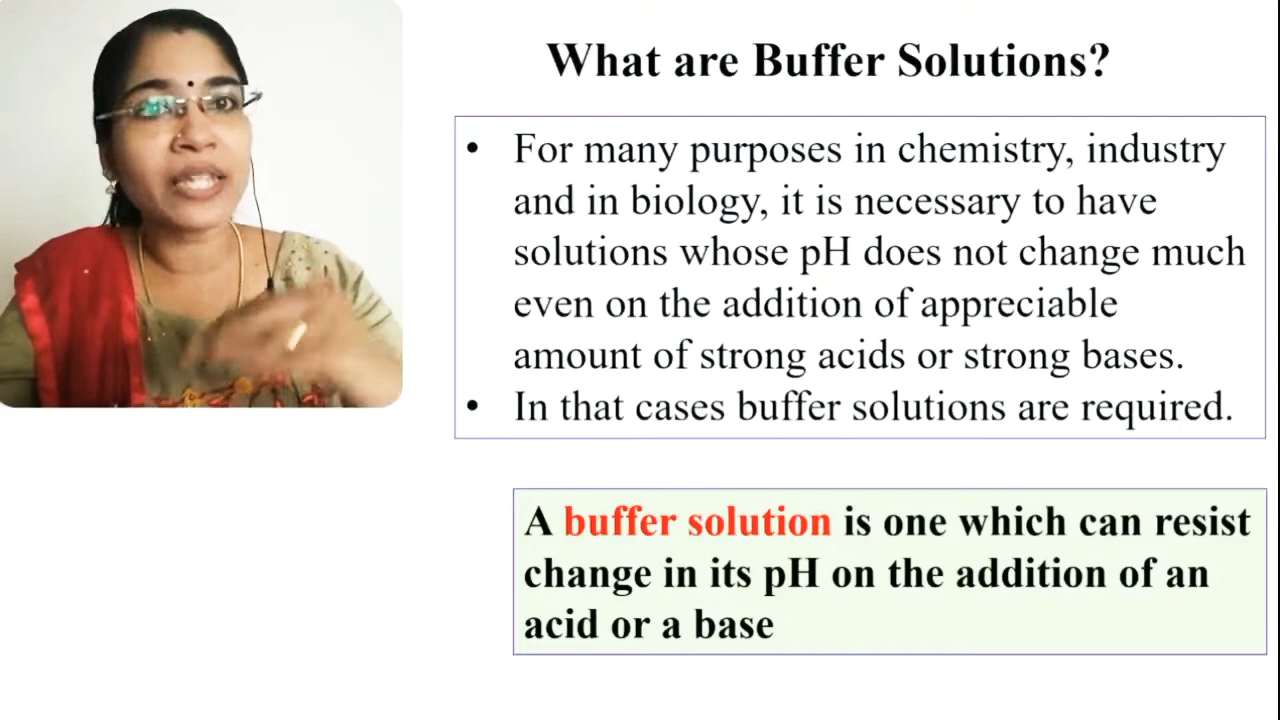 What are Buffer Solutions?
• For many purposes in chemistry, industry
and in biology, it is necessary to have
solutions whose pH does not change much
even on the addition of appreciable
amount of strong acids or strong bases.
• In that cases buffer solutions are required.
A buffer solution is one which can resist
change in its pH on the addition of an
acid or a base